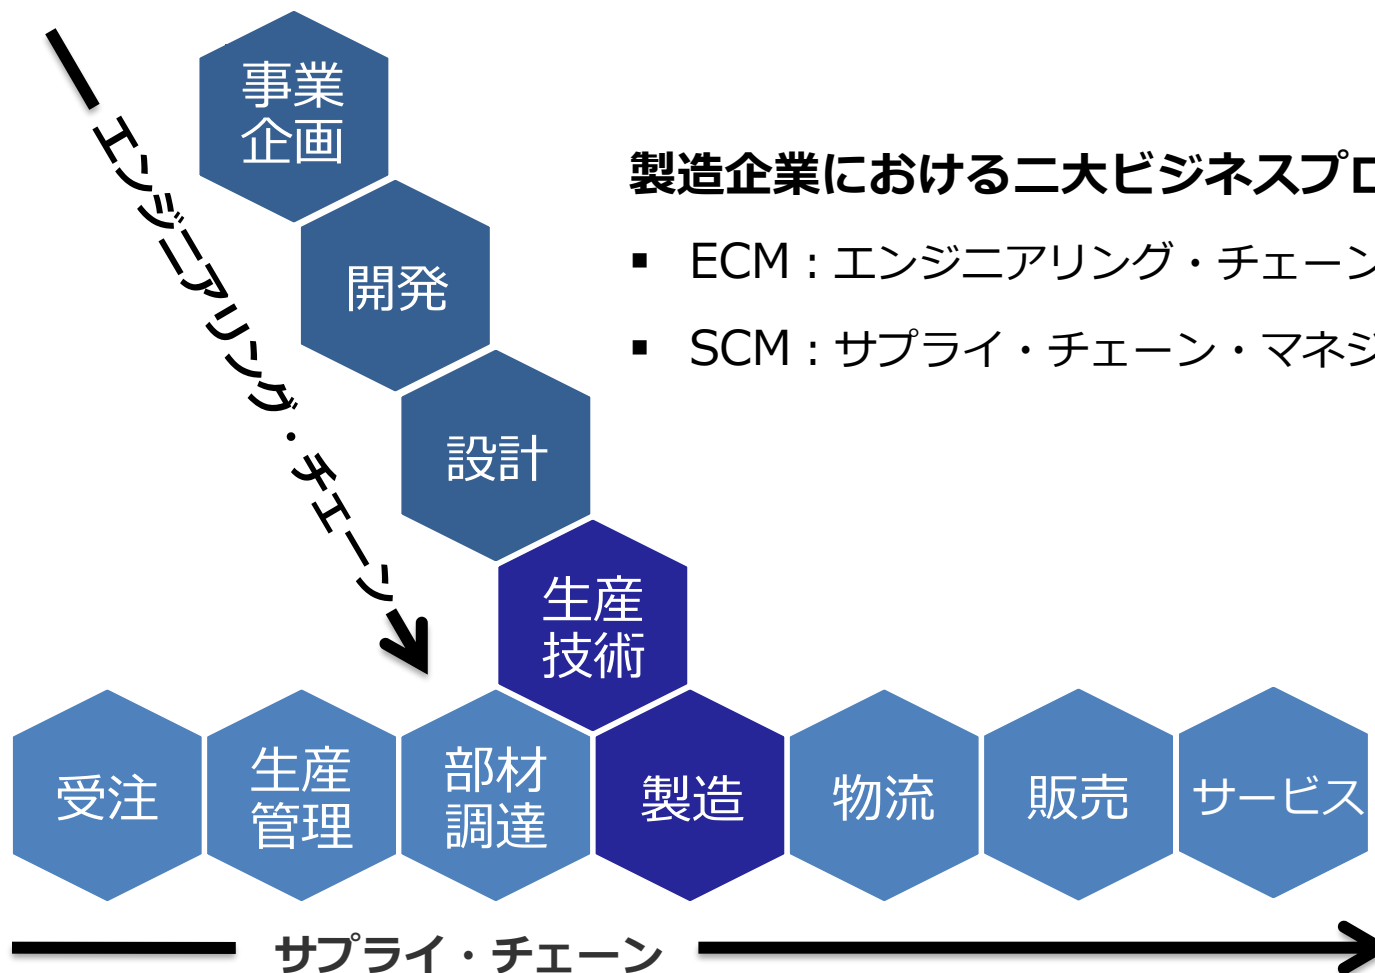 事業
企画
製造企業における二大ビジネスプロ
エンジニアリング・チェーン
▪ ECM：エンジニアリング・チェーン
開発
▪ SCM：サプライ・チェーン・マネジ
設計
生産
技術
受注
生産
管理
部材
調達
製造
物流
販売
サービス
サプライ・チェーン